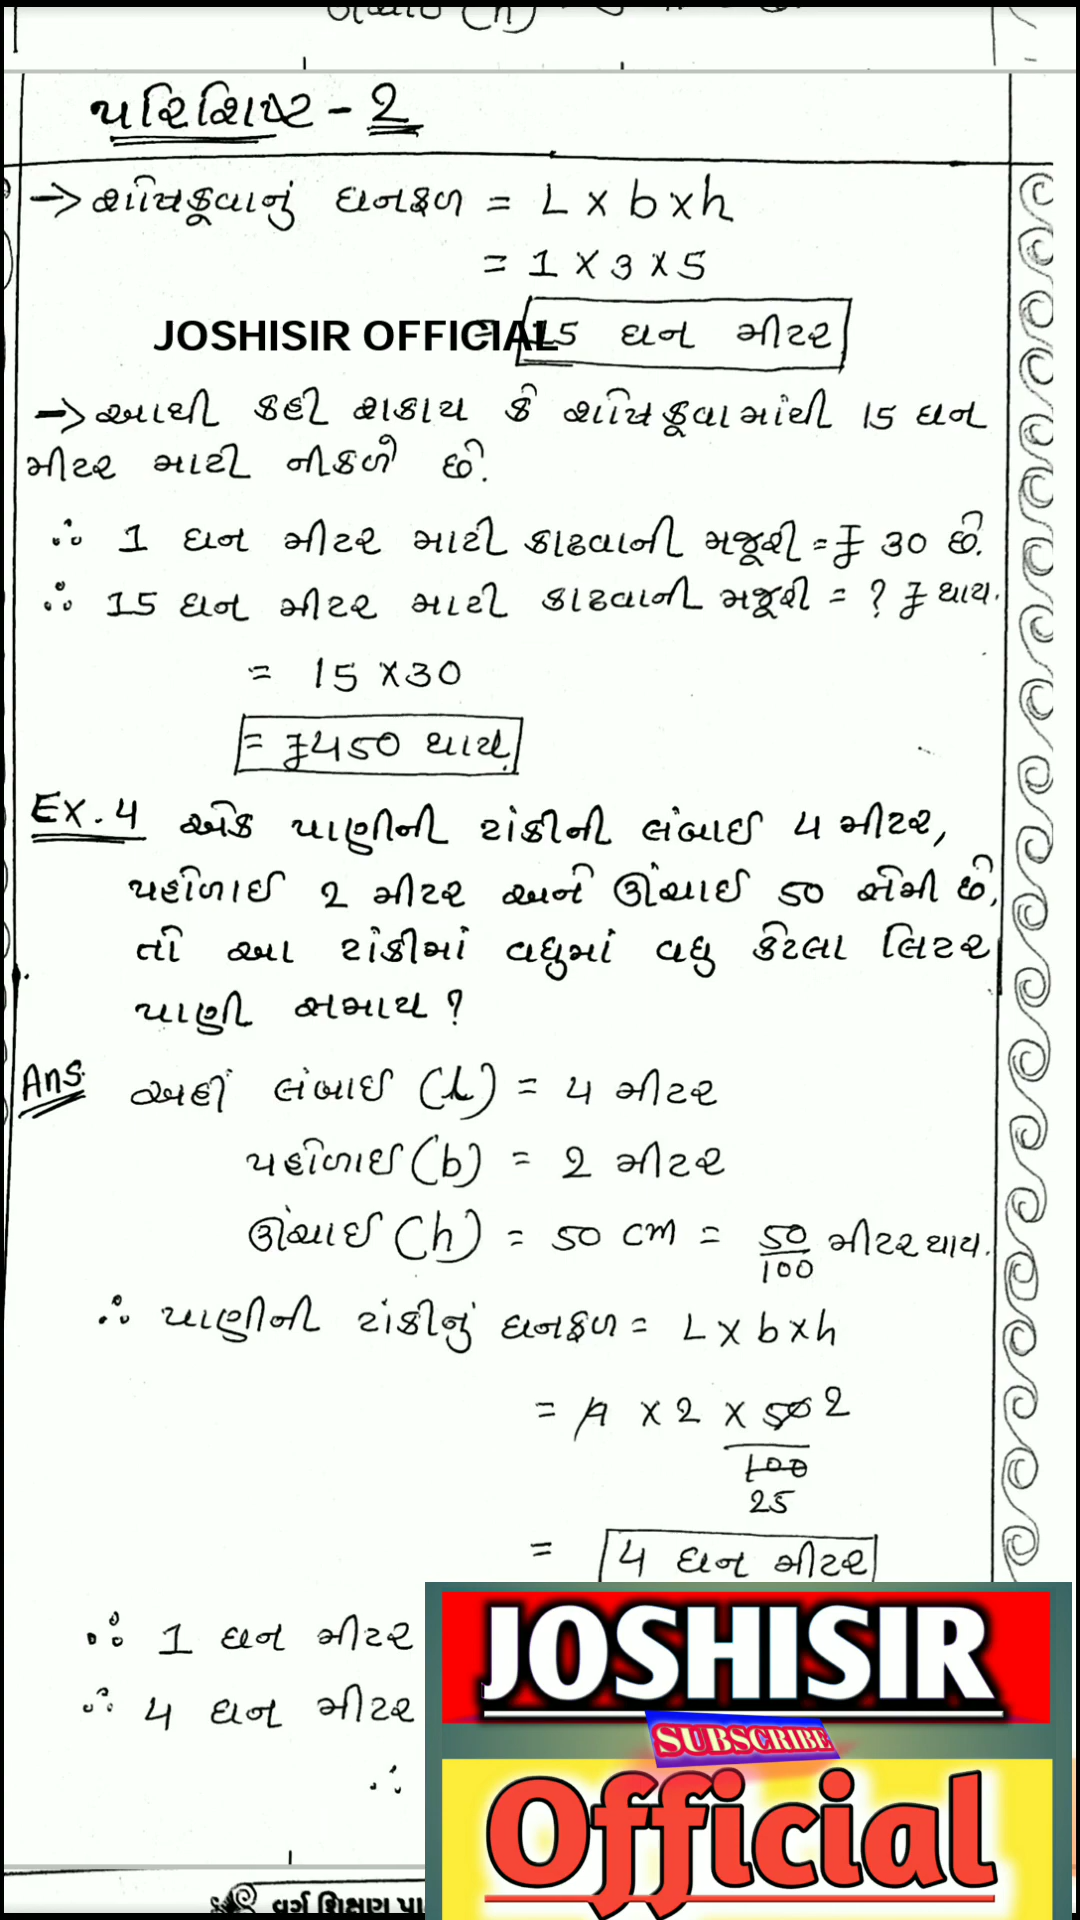 પરિશિષ્ટ - 2
→ શોષકૂવાનું ઘનફળ = L × b × h
= 1 × 3 × 5
JOSHISIR OFFICIAL
= 15 ઘન મીટર
→ આથી કહી શકાય કે શોષકૂવામાંથી 15 ઘન
મીટર માટી નીકળે છે.
∴ 1 ઘન મીટર માટી કાઢવાની મજૂરી = ₹ 30 છે.
∴ 15 ઘન મીટર માટી કાઢવાની મજૂરી = ? ₹ થાય.
= 15 × 30
= ₹ 450 થાય.
EX. 4 એક પાણીની ટાંકીની લંબાઈ 4 મીટર,
પહોળાઈ 2 મીટર અને ઊંચાઈ 50 સેમી છે,
તો આ ટાંકીમાં વધુમાં વધુ કેટલા લિટર
પાણી સમાય ?
Ans. અહીં લંબાઈ (L) = 4 મીટર
પહોળાઈ (b) = 2 મીટર
ઊંચાઈ (h) = 50 cm = 50/100 મીટર થાય.
∴ પાણીની ટાંકીનું ઘનફળ = L × b × h
= 4 × 2 × 50 2
100
25
= 4 ઘન મીટર
∴ 1 ઘન મીટર
∴ 4 ઘન મીટર
∴
JOSHISIR
SUBSCRIBE
Official
વર્ગ શિક્ષણ પા